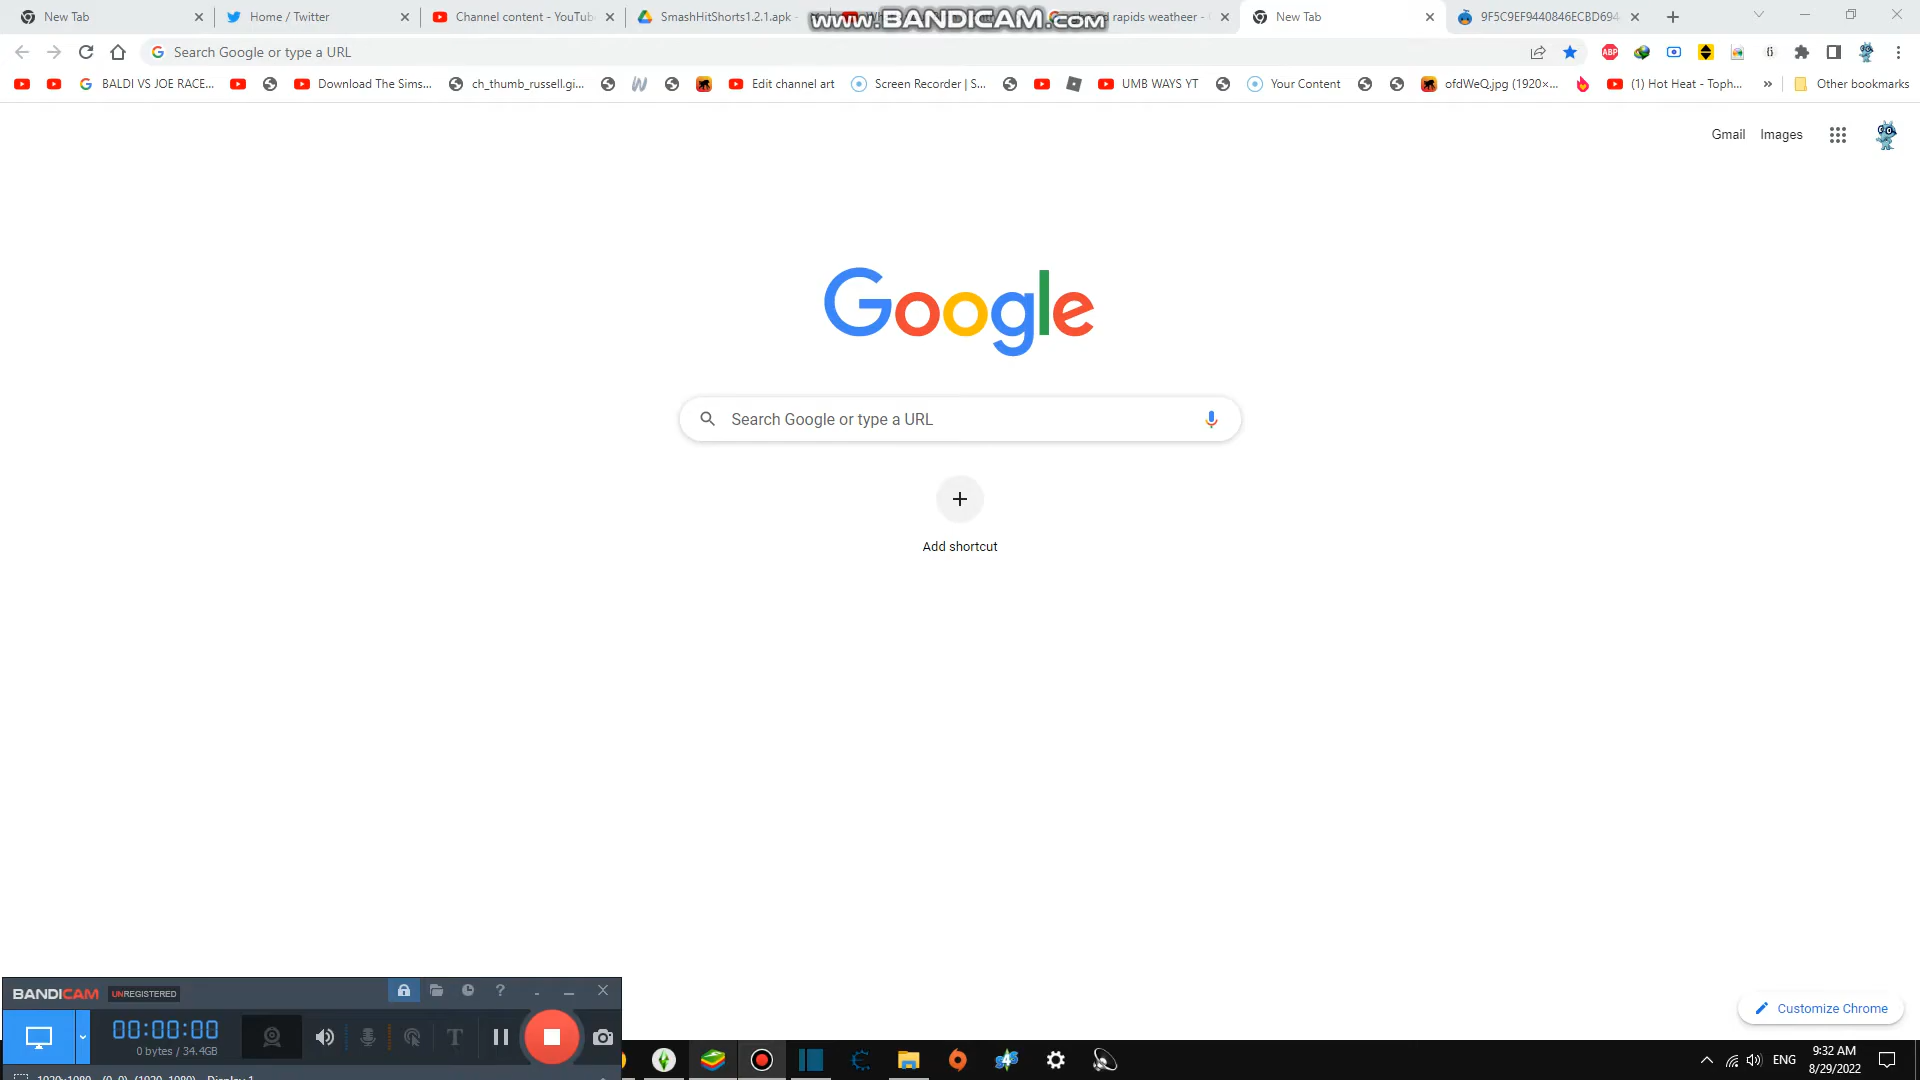 New Tab
Home / Twitter
Channel content - YouTub
SmashHitShorts1.2.1.apk -
www.BANDICAM.com
rapids weatheer -
New Tab
9F5C9EF9440846ECBD694
Search Google or type a URL
ABP
BALDI VS JOE RACE...
Download The Sims...
ch_thumb_russell.gi...
Edit channel art
Screen Recorder | S...
UMB WAYS YT
Your Content
ofdWeQ.jpg (1920×...
(1) Hot Heat - Toph...
»
Other bookmarks
Gmail
Images
Google
Search Google or type a URL
Add shortcut
Customize Chrome
BANDICAM
UNREGISTERED
00:00:00
0 bytes / 34.4GB
ENG
9:32 AM
8/29/2022